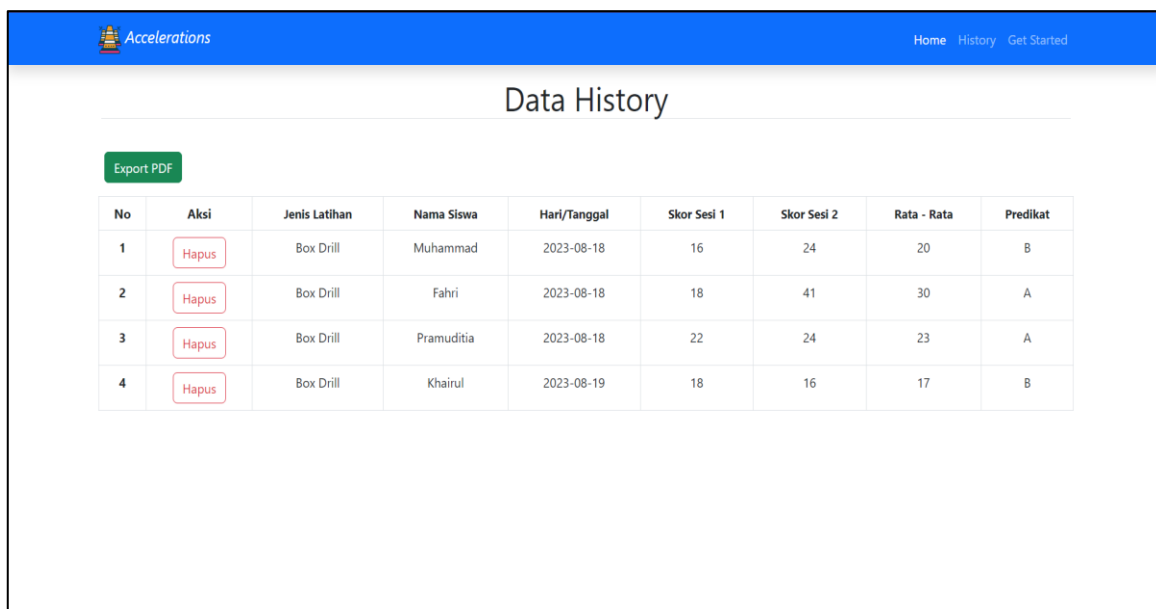 Accelerations Home History Get Started
Data History
Export PDF
No Aksi Jenis Latihan Nama Siswa Hari/Tanggal Skor Sesi 1 Skor Sesi 2 Rata - Rata Predikat
1 Hapus Box Drill Muhammad 2023-08-18 16 24 20 B
2 Hapus Box Drill Fahri 2023-08-18 18 41 30 A
3 Hapus Box Drill Pramuditia 2023-08-18 22 24 23 A
4 Hapus Box Drill Khairul 2023-08-19 18 16 17 B